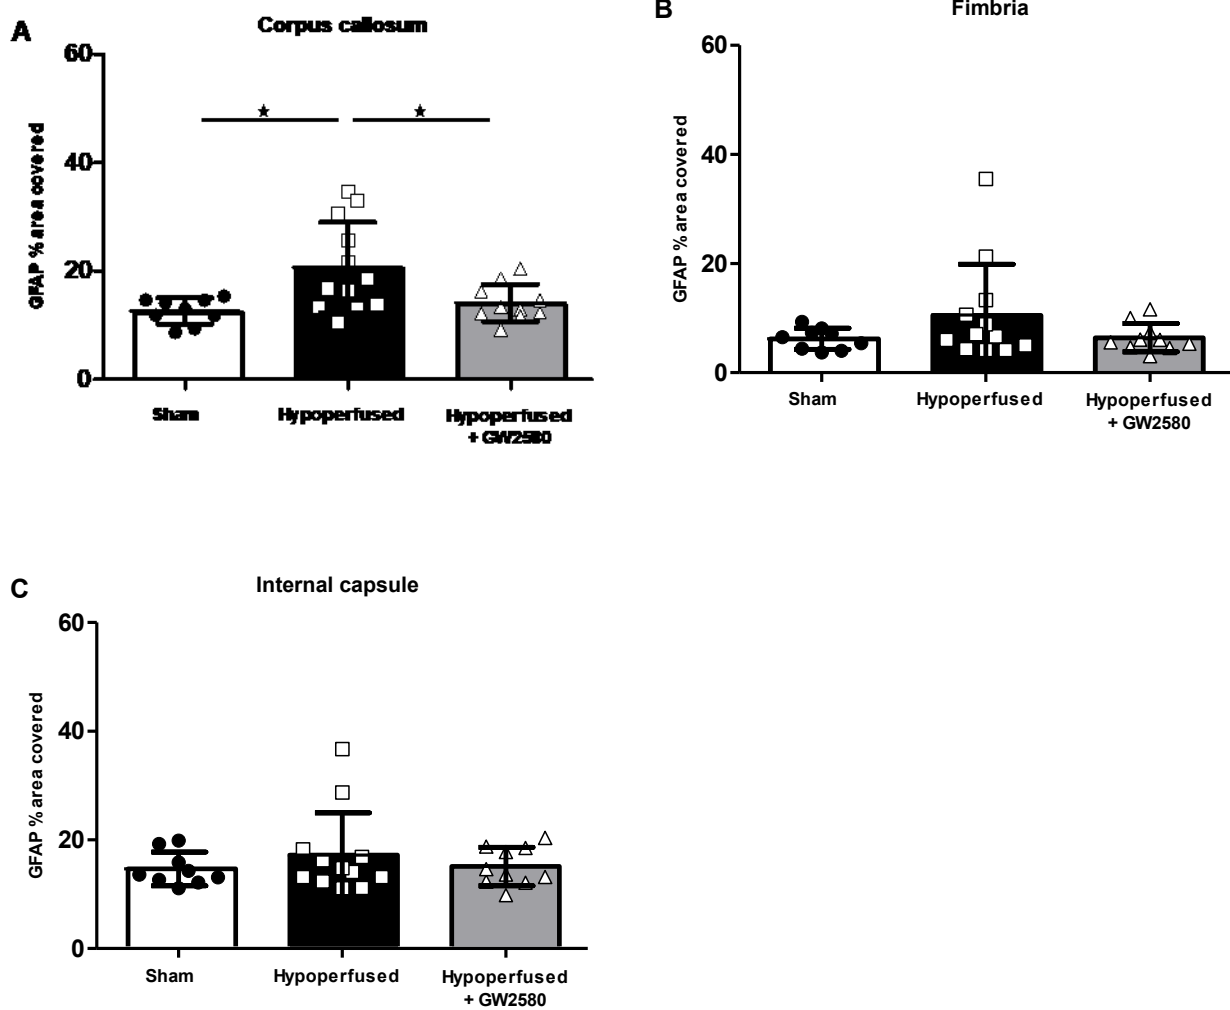 A
Corpus callosum
60
40
20
0
GFAP % area covered
★
★
Sham
Hypoperfused
Hypoperfused
+ GW2580
B
Fimbria
60
40
20
0
GFAP % area covered
Sham
Hypoperfused
Hypoperfused
+ GW2580
C
Internal capsule
60
40
20
0
GFAP % area covered
Sham
Hypoperfused
Hypoperfused
+ GW2580